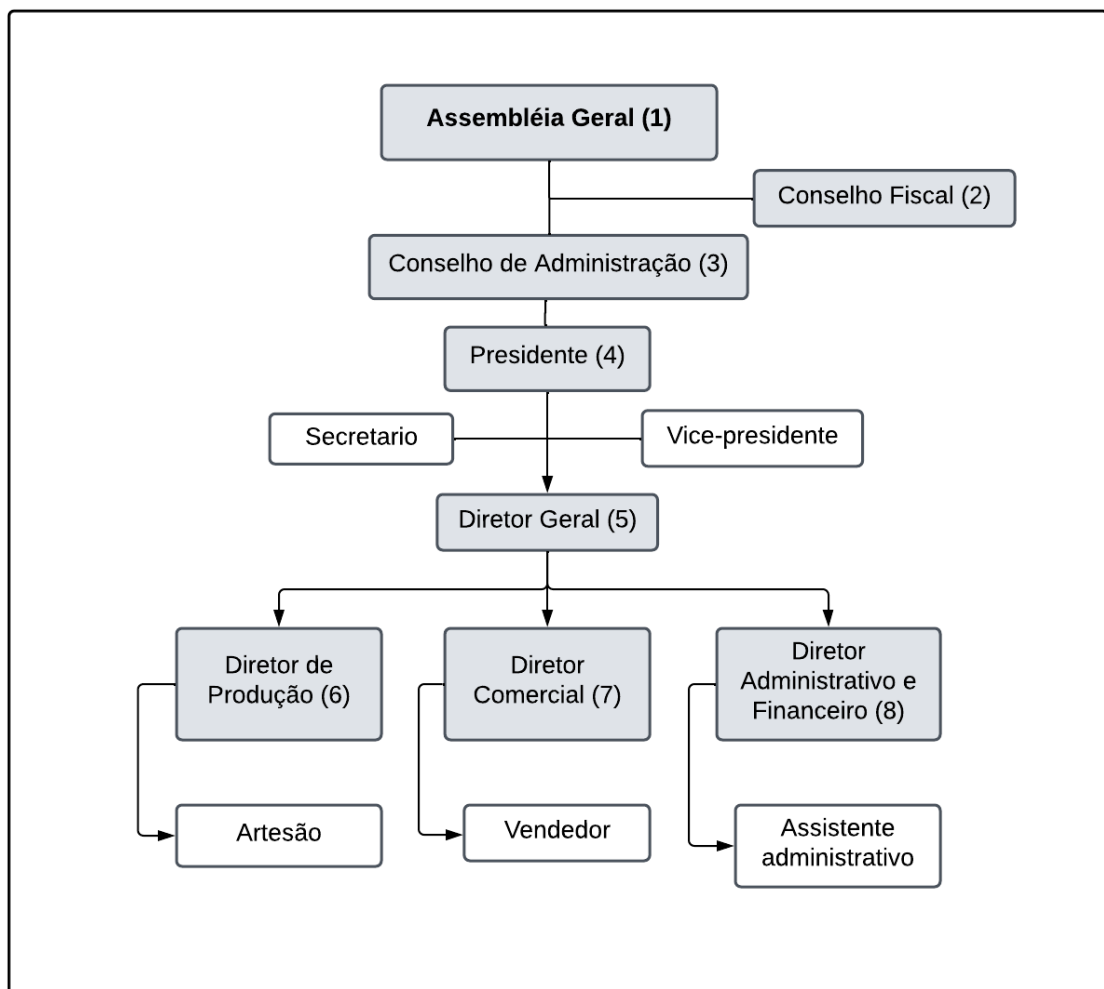 Assembléia Geral (1)
Conselho Fiscal (2)
Conselho de Administração (3)
Presidente (4)
Secretario
Vice-presidente
Diretor Geral (5)
Diretor de
Produção (6)
Diretor
Comercial (7)
Diretor
Administrativo e
Financeiro (8)
Artesão
Vendedor
Assistente
administrativo